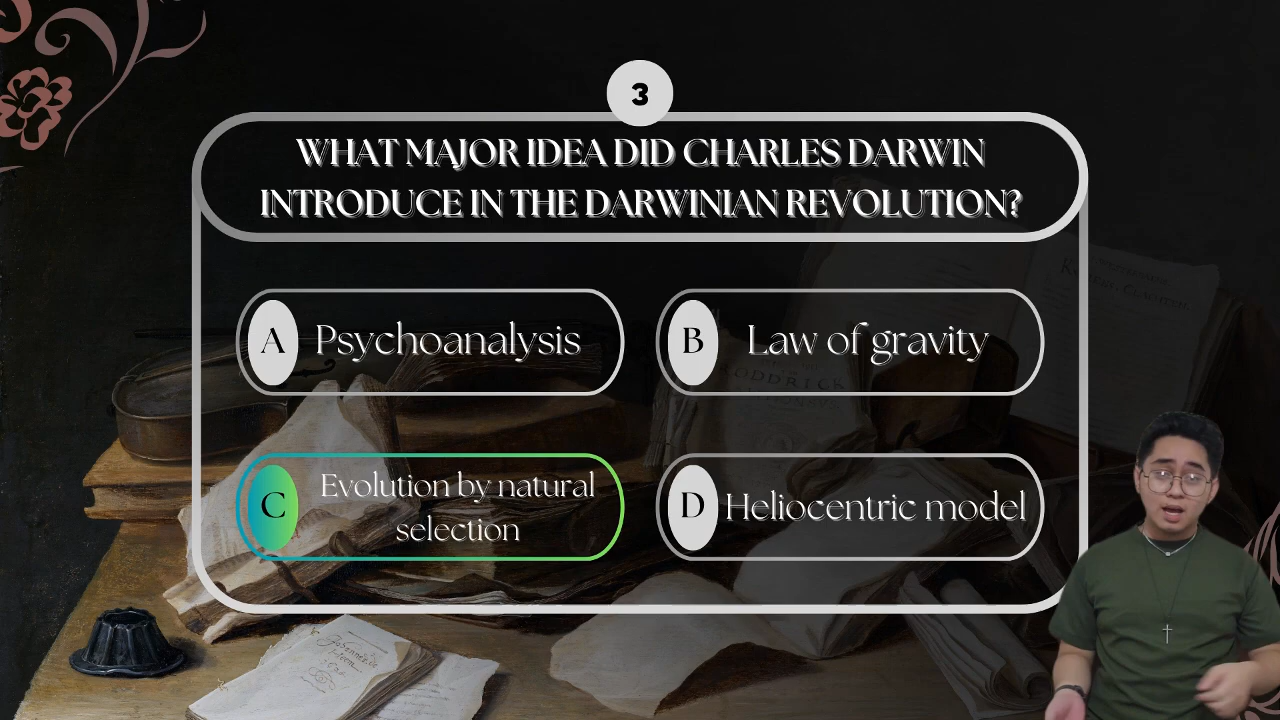 3
WHAT MAJOR IDEA DID CHARLES DARWIN
INTRODUCE IN THE DARWINIAN REVOLUTION?
A Psychoanalysis
B Law of gravity
C Evolution by natural
selection
D Heliocentric model